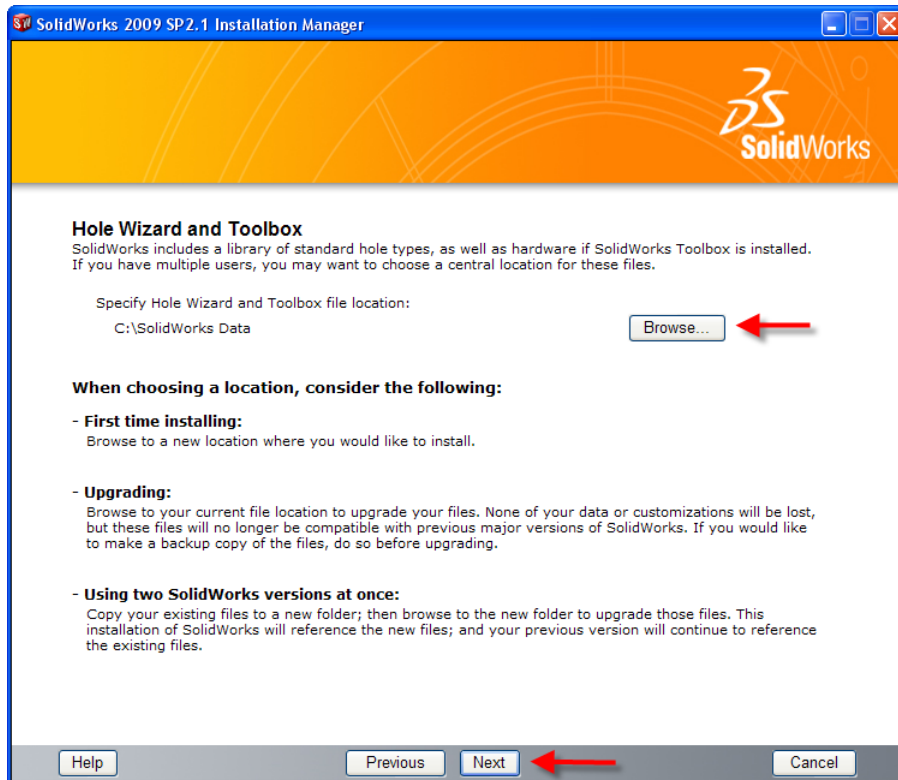 SolidWorks 2009 SP2.1 Installation Manager
SolidWorks
Hole Wizard and Toolbox
SolidWorks includes a library of standard hole types, as well as hardware if SolidWorks Toolbox is installed.
If you have multiple users, you may want to choose a central location for these files.
Specify Hole Wizard and Toolbox file location:
C:\SolidWorks Data
Browse...
When choosing a location, consider the following:
- First time installing:
Browse to a new location where you would like to install.
- Upgrading:
Browse to your current file location to upgrade your files. None of your data or customizations will be lost,
but these files will no longer be compatible with previous major versions of SolidWorks. If you would like
to make a backup copy of the files, do so before upgrading.
- Using two SolidWorks versions at once:
Copy your existing files to a new folder; then browse to the new folder to upgrade those files. This
installation of SolidWorks will reference the new files; and your previous version will continue to reference
the existing files.
Help
Previous
Next
Cancel